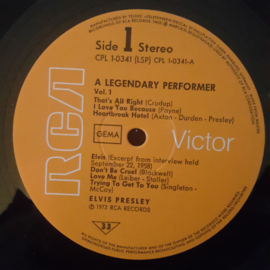 Side 1 Stereo
CPL 1-0341 (LSP) CPL 1-0341-A
A LEGENDARY PERFORMER
Vol. 1
That's All Right (Crudup)
I Love You Because (Payne)
Heartbreak Hotel (Axton - Durden - Presley)
GEMA
RCA
Victor
Elvis (Excerpt from interview held
September 22, 1958)
Don't Be Cruel (Blackwell)
Love Me (Leiber - Stoller)
Trying To Get To You (Singleton -
McCoy)
ELVIS PRESLEY
℗ 1973 RCA RECORDS
33